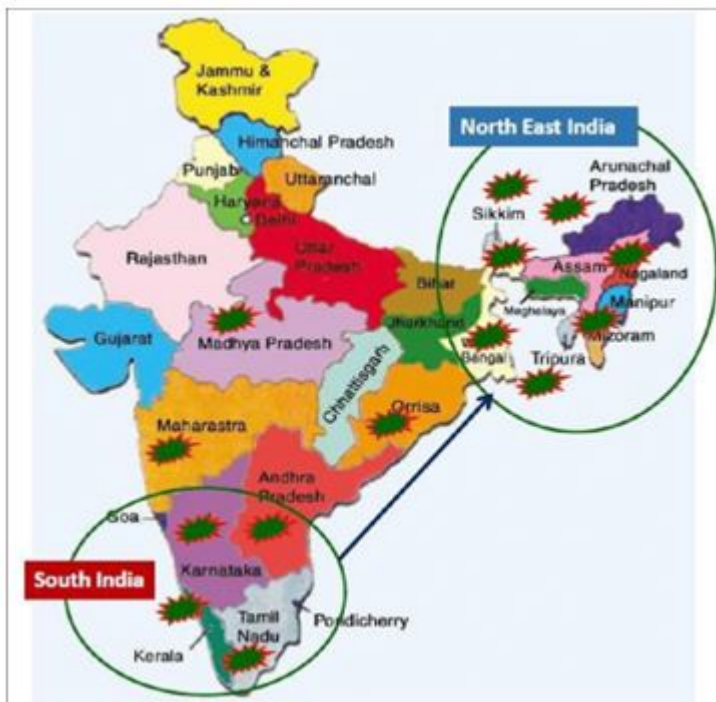 Jammu &
Kashmir
Himanchal Pradesh
Punjab
Uttaranchal
Haryana
Delhi
Rajasthan
Uttar
Pradesh
Bihar
Jharkhand
Gujarat
Madhya Pradesh
Chhattisgarh
Orrisa
Maharastra
Andhra
Pradesh
Goa
Karnataka
South India
Tamil
Nadu
Pondicherry
Kerala
North East India
Arunachal
Pradesh
Sikkim
Assam
Nagaland
Meghalaya
Manipur
Mizoram
Tripura
Bengal